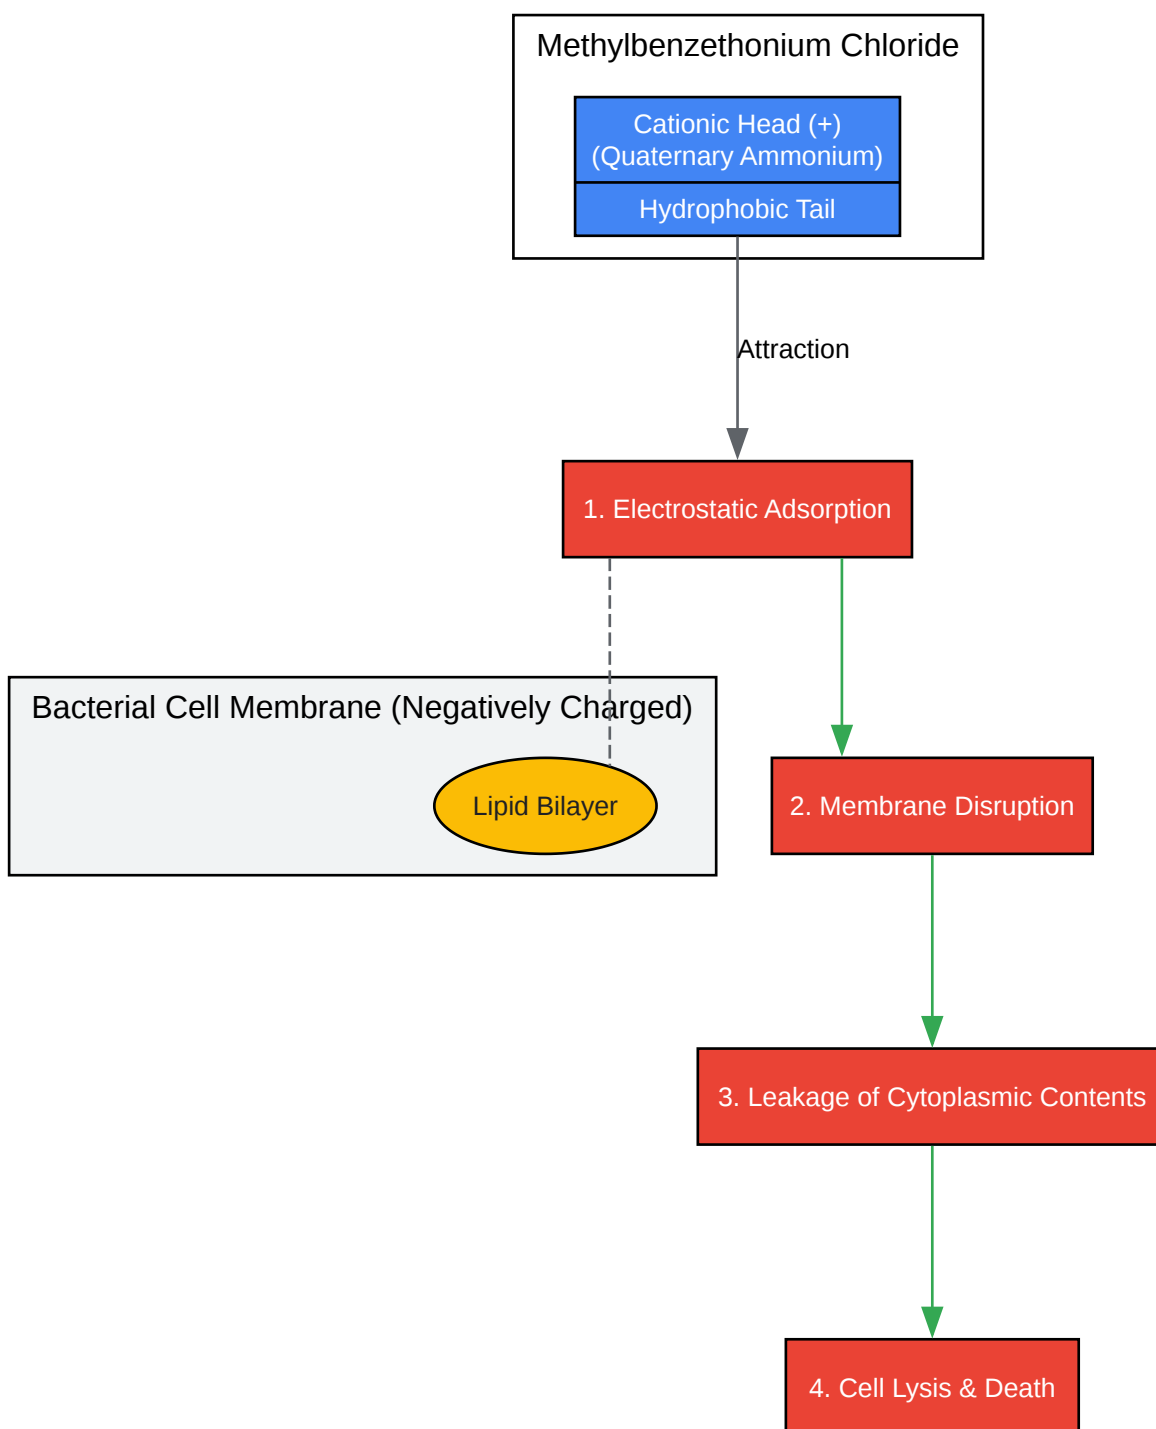 Methylbenzethonium Chloride
Cationic Head (+)
(Quaternary Ammonium)
Hydrophobic Tail
Attraction
1. Electrostatic Adsorption
Bacterial Cell Membrane (Negatively Charged)
Lipid Bilayer
2. Membrane Disruption
3. Leakage of Cytoplasmic Contents
4. Cell Lysis & Death